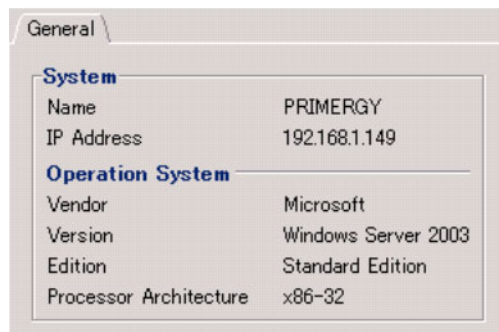 General
System
Name PRIMERGY
IP Address 192.168.1.149
Operation System
Vendor Microsoft
Version Windows Server 2003
Edition Standard Edition
Processor Architecture x86-32